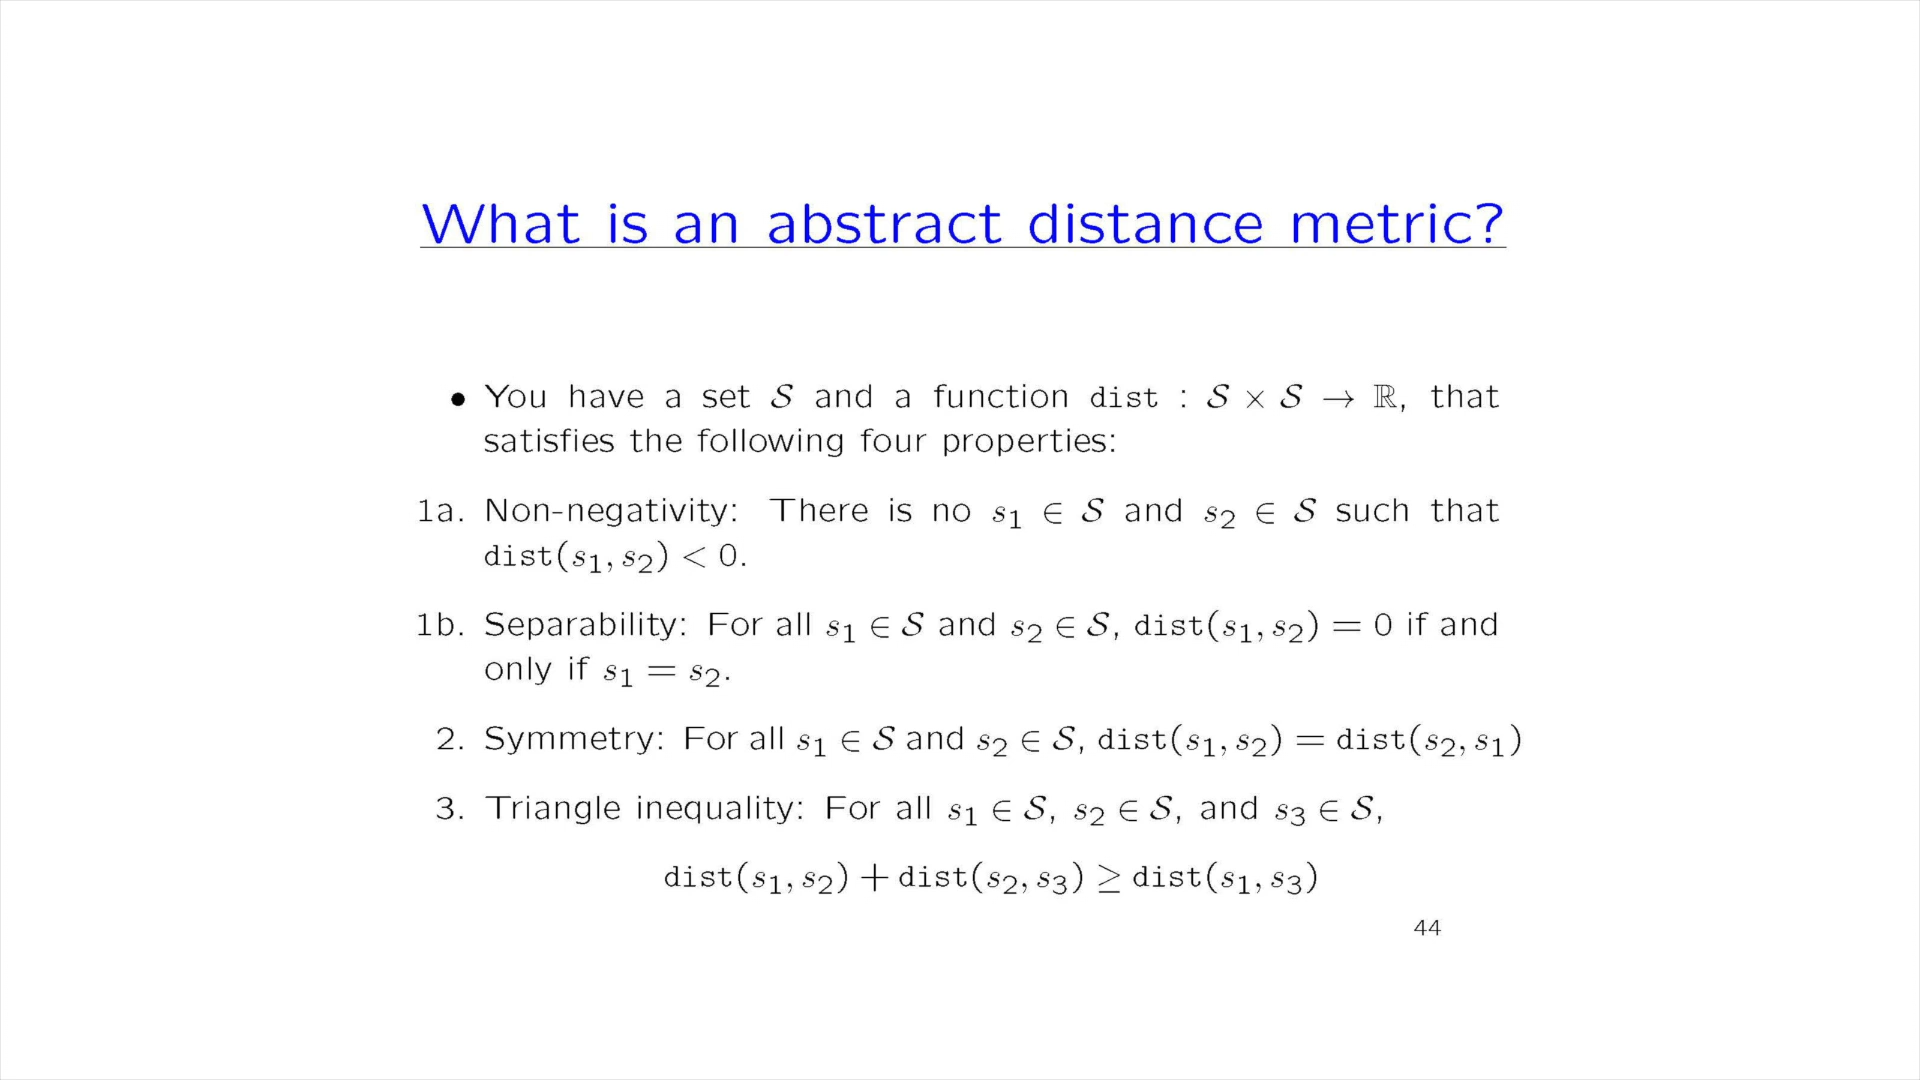 What is an abstract distance metric?
• You have a set 𝒮 and a function dist : 𝒮 × 𝒮 → ℝ, that
satisfies the following four properties:
1a. Non-negativity: There is no s₁ ∈ 𝒮 and s₂ ∈ 𝒮 such that
dist(s₁, s₂) < 0.
1b. Separability: For all s₁ ∈ 𝒮 and s₂ ∈ 𝒮, dist(s₁, s₂) = 0 if and
only if s₁ = s₂.
2. Symmetry: For all s₁ ∈ 𝒮 and s₂ ∈ 𝒮, dist(s₁, s₂) = dist(s₂, s₁)
3. Triangle inequality: For all s₁ ∈ 𝒮, s₂ ∈ 𝒮, and s₃ ∈ 𝒮,
dist(s₁, s₂) + dist(s₂, s₃) ≥ dist(s₁, s₃)
44